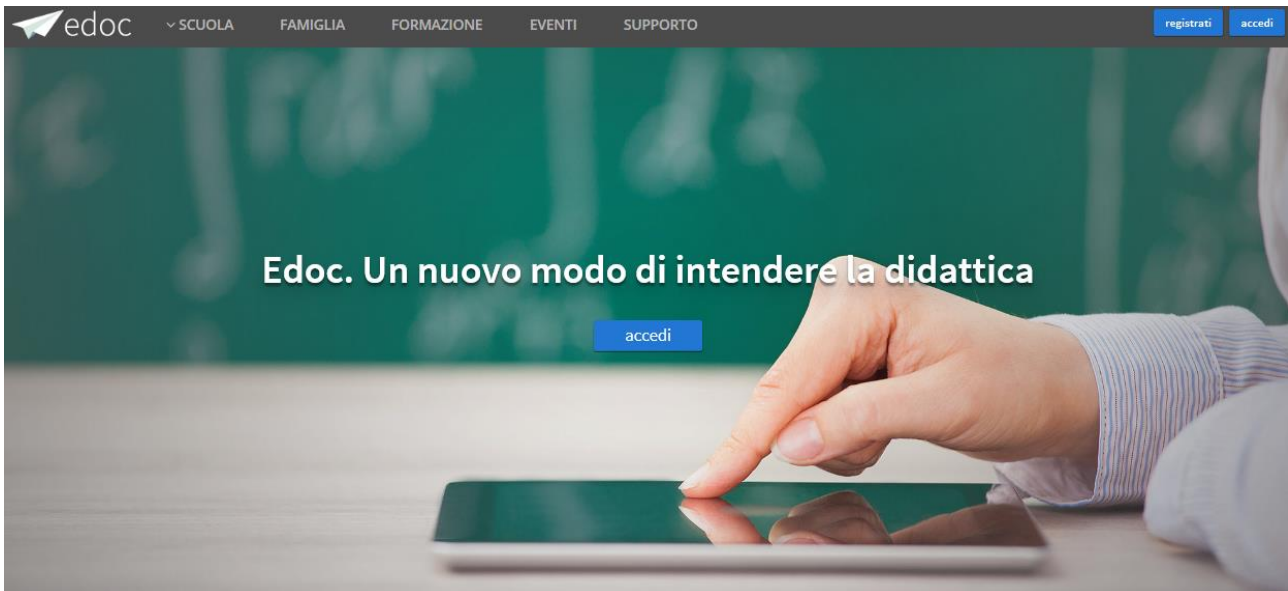 edoc SCUOLA FAMIGLIA FORMAZIONE EVENTI SUPPORTO registrati accedi
Edoc. Un nuovo modo di intendere la didattica
accedi